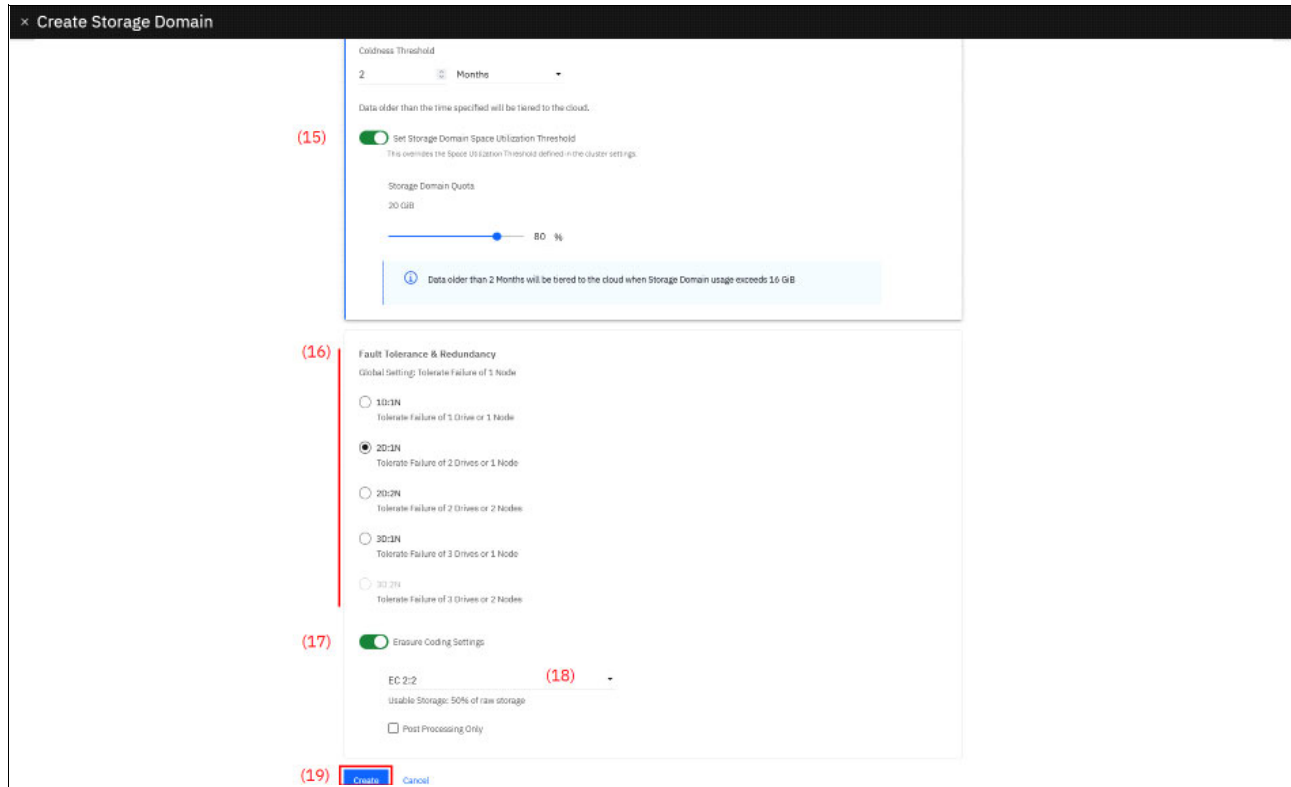 × Create Storage Domain
Coldness Threshold
2 Months
Data older than the time specified will be tiered to the cloud.
(15) Set Storage Domain Space Utilization Threshold
This overrides the Space Utilization Threshold defined in the cluster settings.
Storage Domain Quota
20 GiB
80 %
Data older than 2 Months will be tiered to the cloud when Storage Domain usage exceeds 16 GiB
(16) Fault Tolerance & Redundancy
Global Setting: Tolerate Failure of 1 Node
1D:1N
Tolerate Failure of 1 Drive or 1 Node
2D:1N
Tolerate Failure of 2 Drives or 1 Node
2D:2N
Tolerate Failure of 2 Drives or 2 Nodes
3D:1N
Tolerate Failure of 3 Drives or 1 Node
3D:2N
Tolerate Failure of 3 Drives or 2 Nodes
(17) Erasure Coding Settings
EC 2:2 (18)
Usable Storage: 50% of raw storage
Post Processing Only
(19) Create Cancel